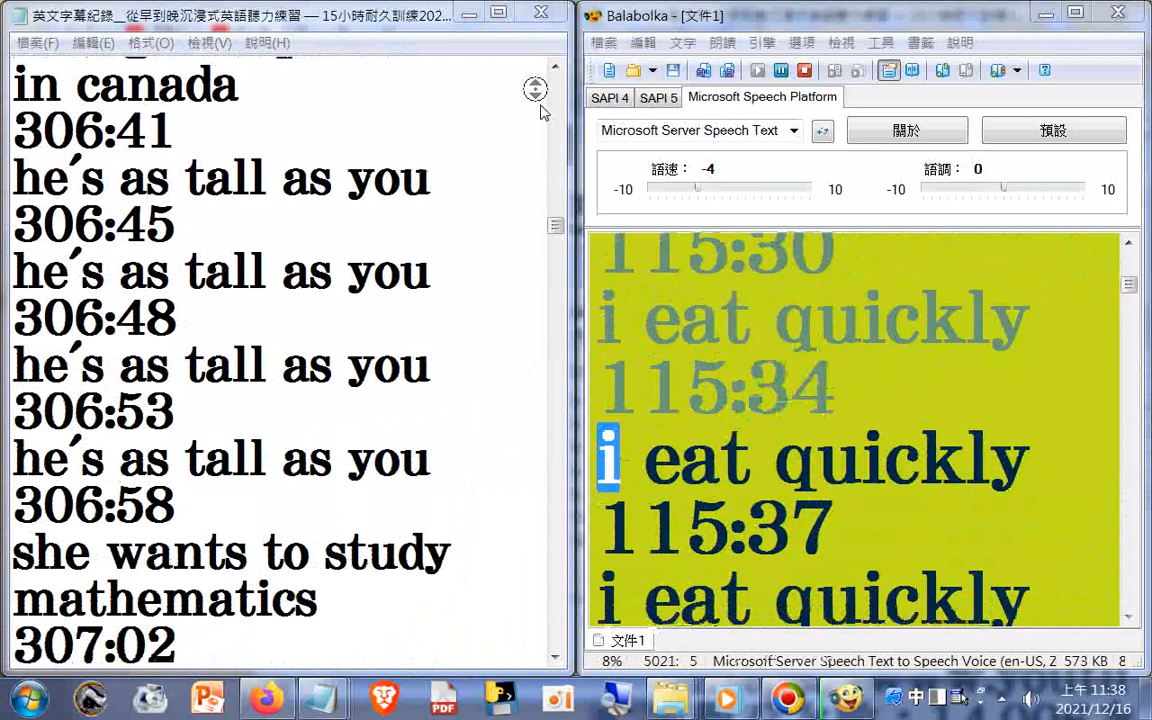 英文字幕紀錄__從早到晚沉浸式英語聽力練習 — 15小時耐久訓練202...
檔案(F) 編輯(E) 格式(O) 檢視(V) 說明(H)
in canada
306:41
he's as tall as you
306:45
he's as tall as you
306:48
he's as tall as you
306:53
he's as tall as you
306:58
she wants to study
mathematics
307:02
Balabolka - [文件1]
檔案 編輯 文字 朗讀 引擎 選項 檢視 工具 書籤 說明
SAPI 4 SAPI 5 Microsoft Speech Platform
Microsoft Server Speech Text 關於 預設
語速： -4 語調： 0
-10 10 -10 10
115:30
i eat quickly
115:34
i eat quickly
115:37
i eat quickly
文件1
8% 5021: 5 Microsoft Server Speech Text to Speech Voice (en-US, Z 573 KB 8
中 上午 11:38
2021/12/16